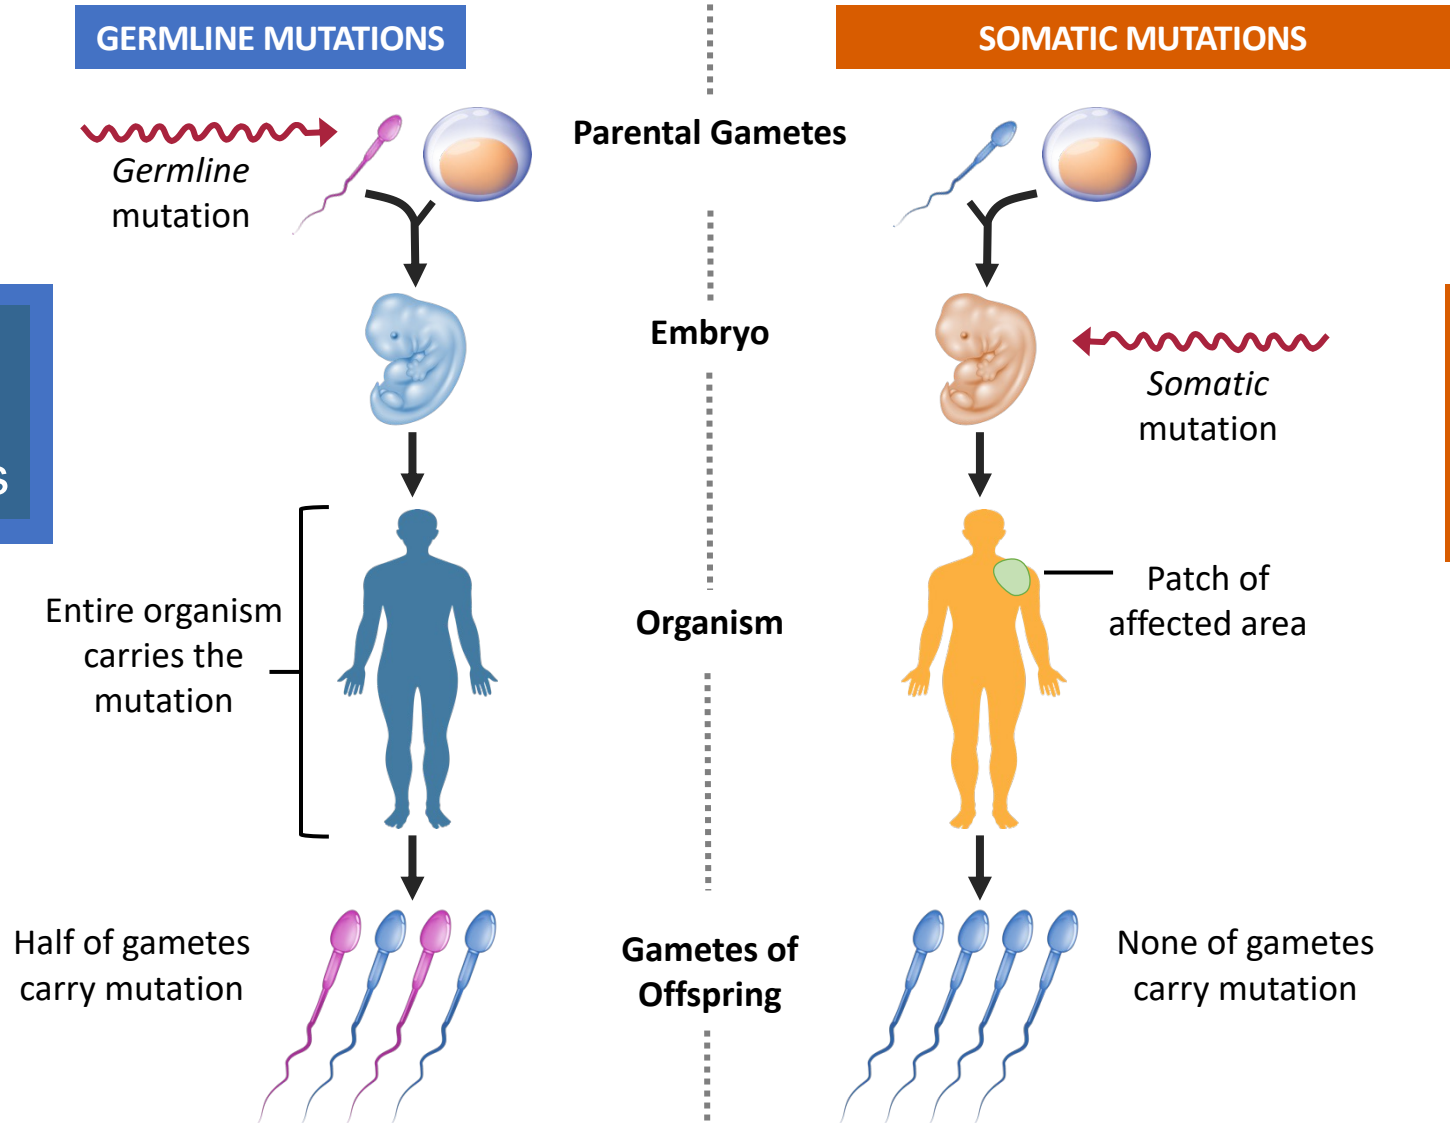 GERMLINE MUTATIONS
SOMATIC MUTATIONS
Parental Gametes
Germline
mutation
Embryo
Somatic
mutation
s
Entire organism
carries the
mutation
Organism
Patch of
affected area
Half of gametes
carry mutation
Gametes of
Offspring
None of gametes
carry mutation